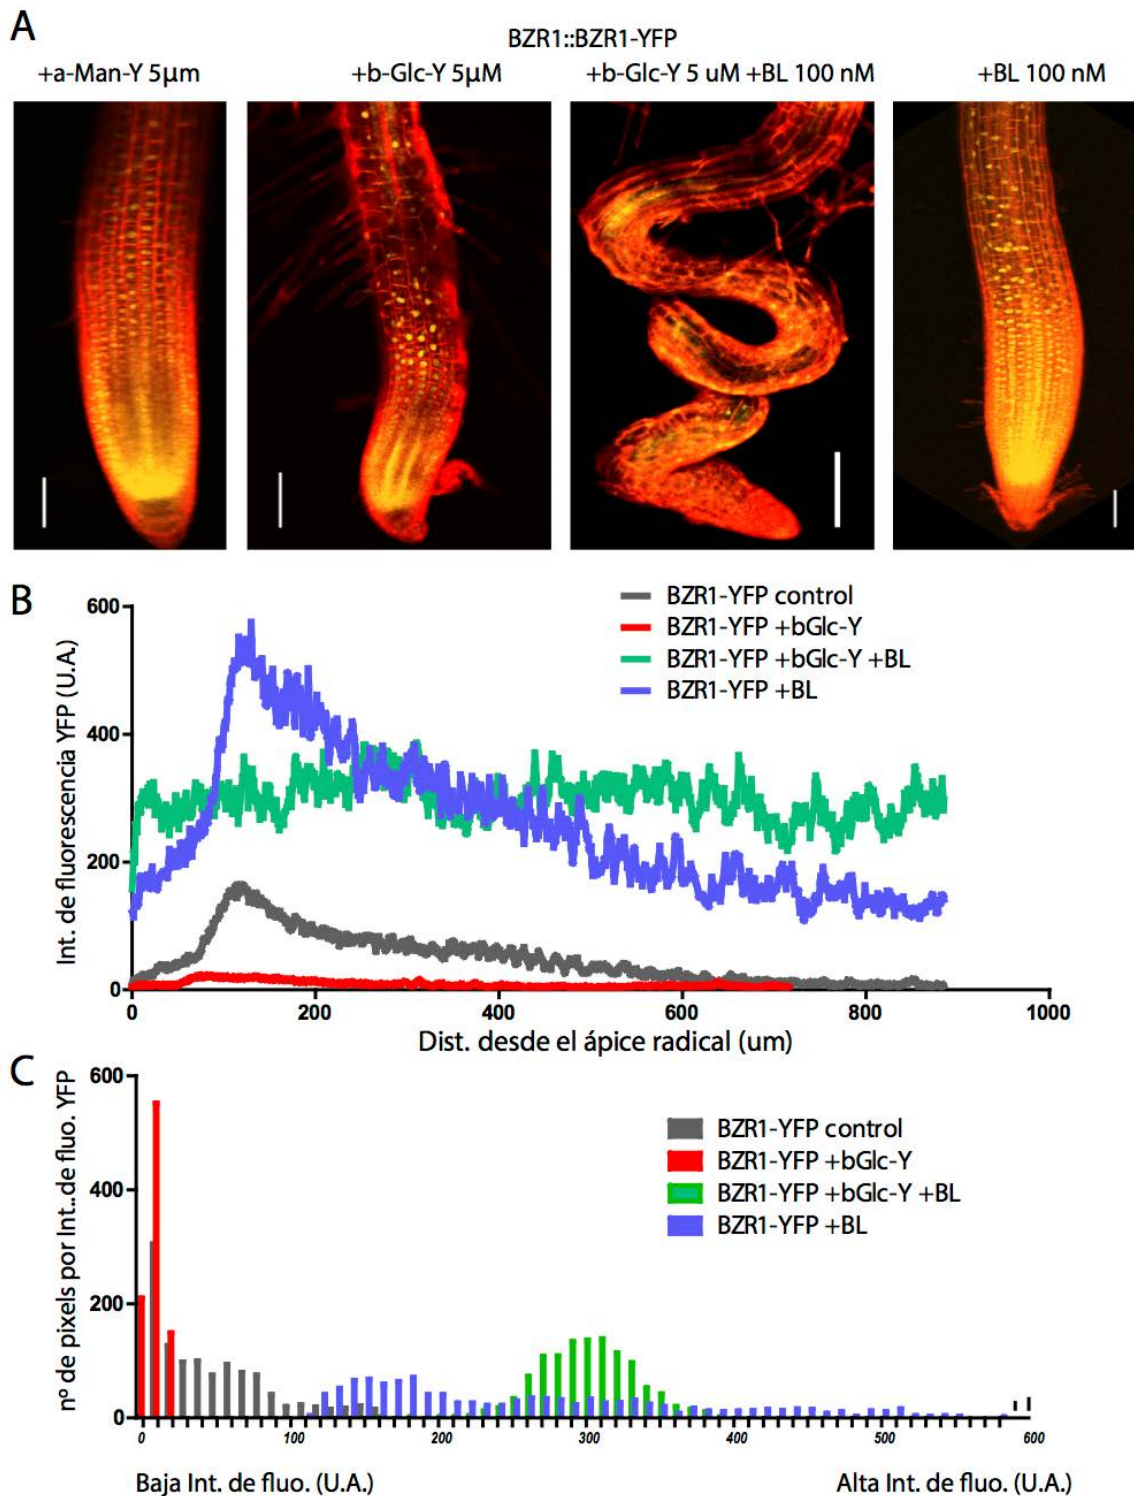 A
BZR1::BZR1-YFP
+a-Man-Y 5µm
+b-Glc-Y 5µM
+b-Glc-Y 5 uM +BL 100 nM
+BL 100 nM
B
Int. de fluorescencia YFP (U.A.)
600
400
200
0
BZR1-YFP control
BZR1-YFP +bGlc-Y
BZR1-YFP +bGlc-Y +BL
BZR1-YFP +BL
0 200 400 600 800 1000
Dist. desde el ápice radical (um)
C
nº de pixels por Int..de fluo. YFP
600
400
200
0
BZR1-YFP control
BZR1-YFP +bGlc-Y
BZR1-YFP +bGlc-Y +BL
BZR1-YFP +BL
0 100 200 300 400 500 600
Baja Int. de fluo. (U.A.) Alta Int. de fluo. (U.A.)